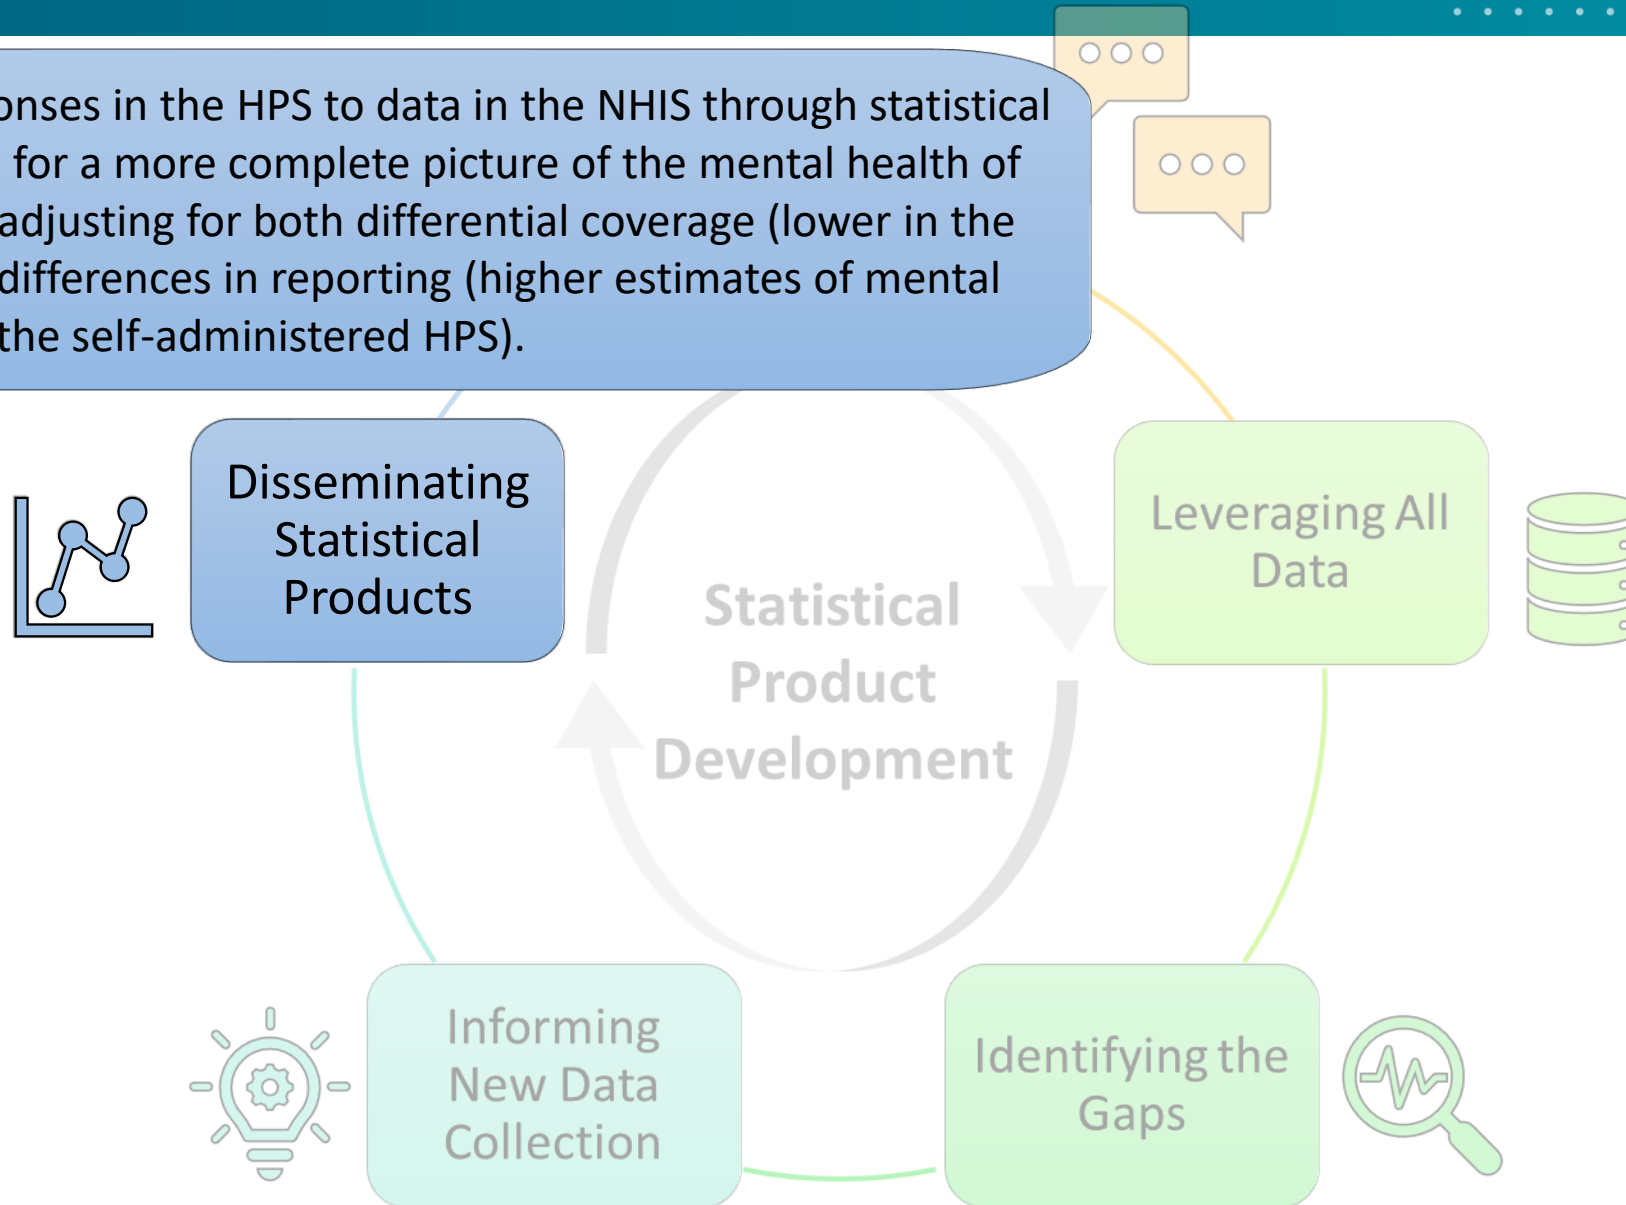 onses in the HPS to data in the NHIS through statistical
for a more complete picture of the mental health of
adjusting for both differential coverage (lower in the
differences in reporting (higher estimates of mental
the self-administered HPS).
Disseminating
Statistical
Products
Leveraging All
Data
Statistical
Product
Development
Informing
New Data
Collection
Identifying the
Gaps